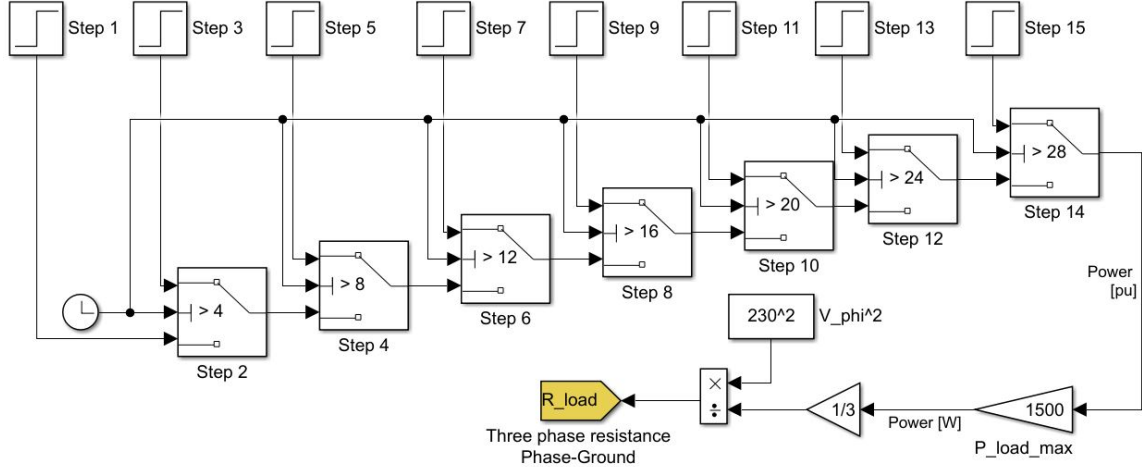 Step 1
Step 3
Step 5
Step 7
Step 9
Step 11
Step 13
Step 15
> 28
Step 14
> 24
Step 12
> 20
Step 10
> 16
Step 8
> 12
Step 6
> 8
Step 4
> 4
Step 2
Power
[pu]
230^2
V_phi^2
×
÷
R_load
Three phase resistance
Phase-Ground
1/3
Power [W]
1500
P_load_max